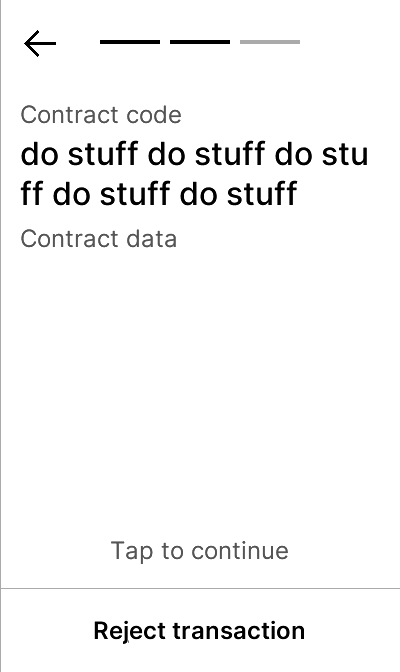 Contract code
do stuff do stuff do stu
ff do stuff do stuff
Contract data
Tap to continue
Reject transaction